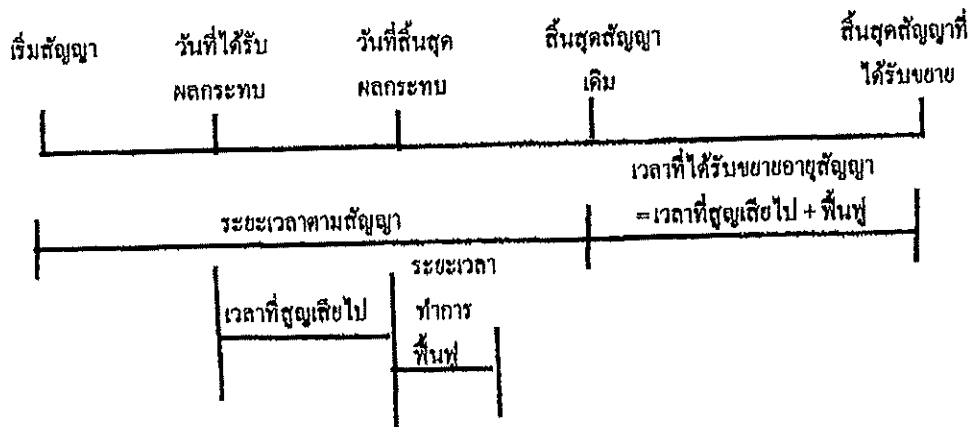 เริ่มสัญญา
วันที่ได้รับ
ผลกระทบ
วันที่สิ้นสุด
ผลกระทบ
สิ้นสุดสัญญา
เดิม
สิ้นสุดสัญญาที่
ได้รับขยาย
เวลาที่ได้รับขยายอายุสัญญา
=เวลาที่สูญเสียไป + ฟื้นฟู
ระยะเวลาตามสัญญา
เวลาที่สูญเสียไป
ระยะเวลา
ทำการ
ฟื้นฟู